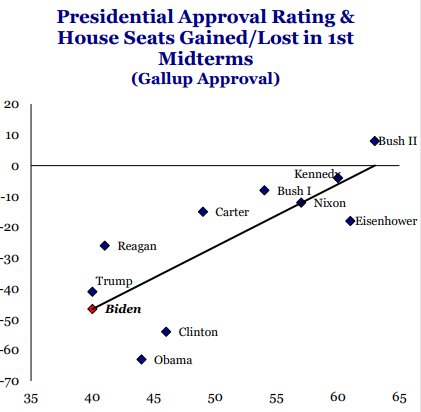 Presidential Approval Rating &
House Seats Gained/Lost in 1st
Midterms
(Gallup Approval)
20
10
Bush II
0
Kennedy
-10
Bush I
Nixon
Carter
-20
Eisenhower
Reagan
-30
Trump
-40
Biden
-50
Clinton
-60
Obama
-70
35 40 45 50 55 60 65